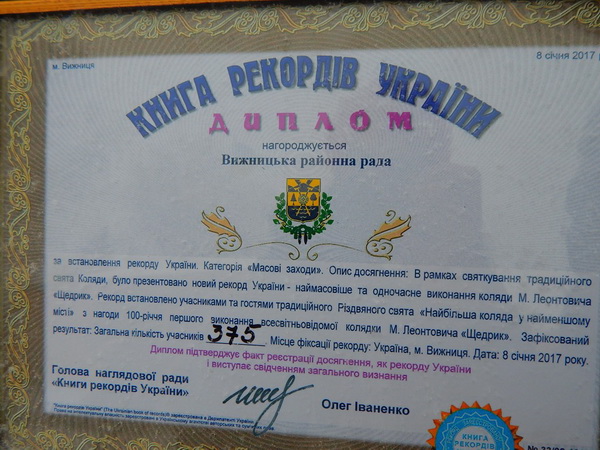 м. Вижниця
8 січня 2017
КНИГА РЕКОРДІВ УКРАЇНИ
ДИПЛОМ
нагороджується
Вижницька районна рада
за встановлення рекорду України. Категорія «Масові заходи». Опис досягнення: В рамках святкування традиційного
свята Коляди, було презентовано новий рекорд України - наймасовіше та одночасне виконання коляди М. Леонтовича
«Щедрик». Рекорд встановлено учасниками та гостями традиційного Різдвяного свята «Найбільша коляда у найменшому
місті» з нагоди 100-річчя першого виконання всесвітньовідомої колядки М. Леонтовича «Щедрик». Зафіксований
результат: Загальна кількість учасників 375. Місце фіксації рекорду: Україна, м. Вижниця. Дата: 8 січня 2017 року.
Диплом підтверджує факт реєстрації досягнення, як рекорду України
і виступає свідченням загального визнання
Голова наглядової ради
«Книги рекордів України»
Олег Іваненко
КНИГА
РЕКОРДІВ